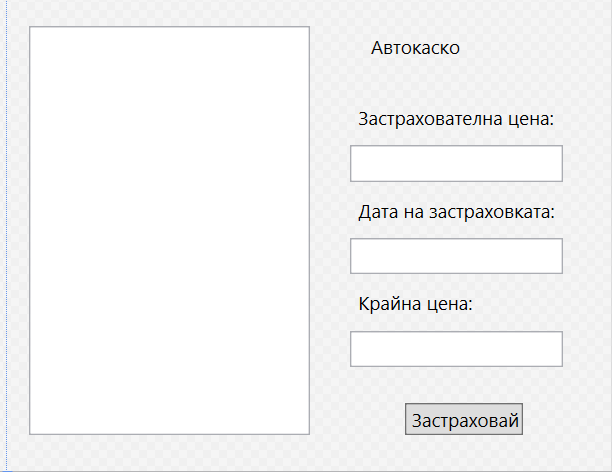 Автокаско
Застрахователна цена:
Дата на застраховката:
Крайна цена:
Застраховай